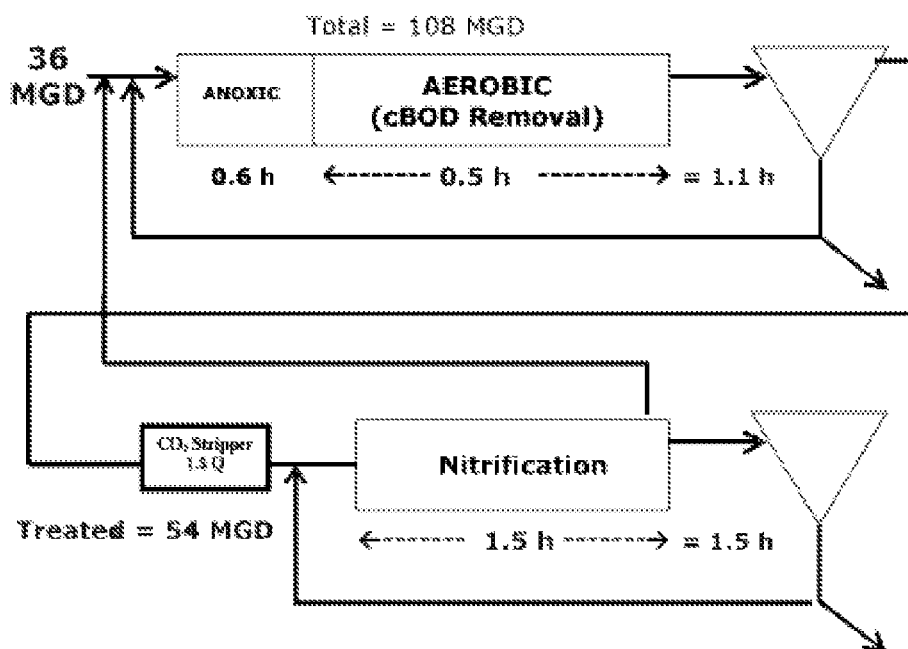 Total = 108 MGD
36
MGD
ANOXIC
AEROBIC
(cBOD Removal)
0.6 h
0.5 h
= 1.1 h
CO₂ Stripper
1.5 Q
Nitrification
Treated = 54 MGD
1.5 h
= 1.5 h